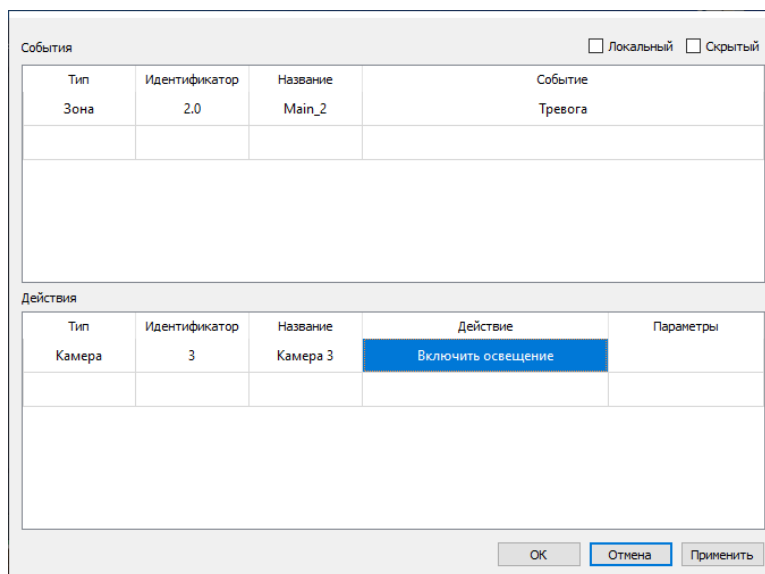 События Локальный Скрытый
Тип Идентификатор Название Событие
Зона 2.0 Main_2 Тревога
Действия
Тип Идентификатор Название Действие Параметры
Камера 3 Камера 3 Включить освещение
OK Отмена Применить